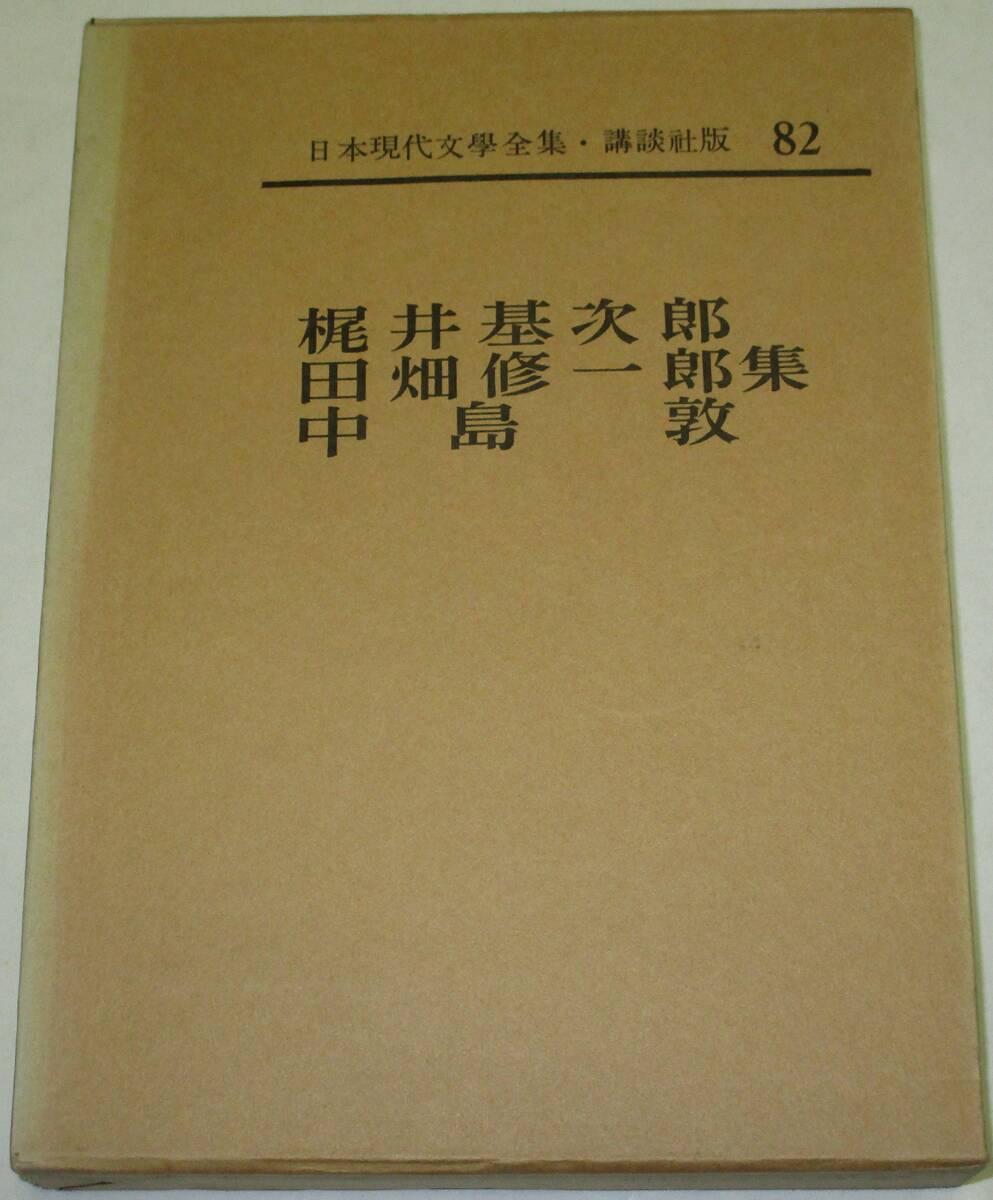 日本現代文學全集・講談社版 82
梶井基次郎
田畑修一郎集
中島敦